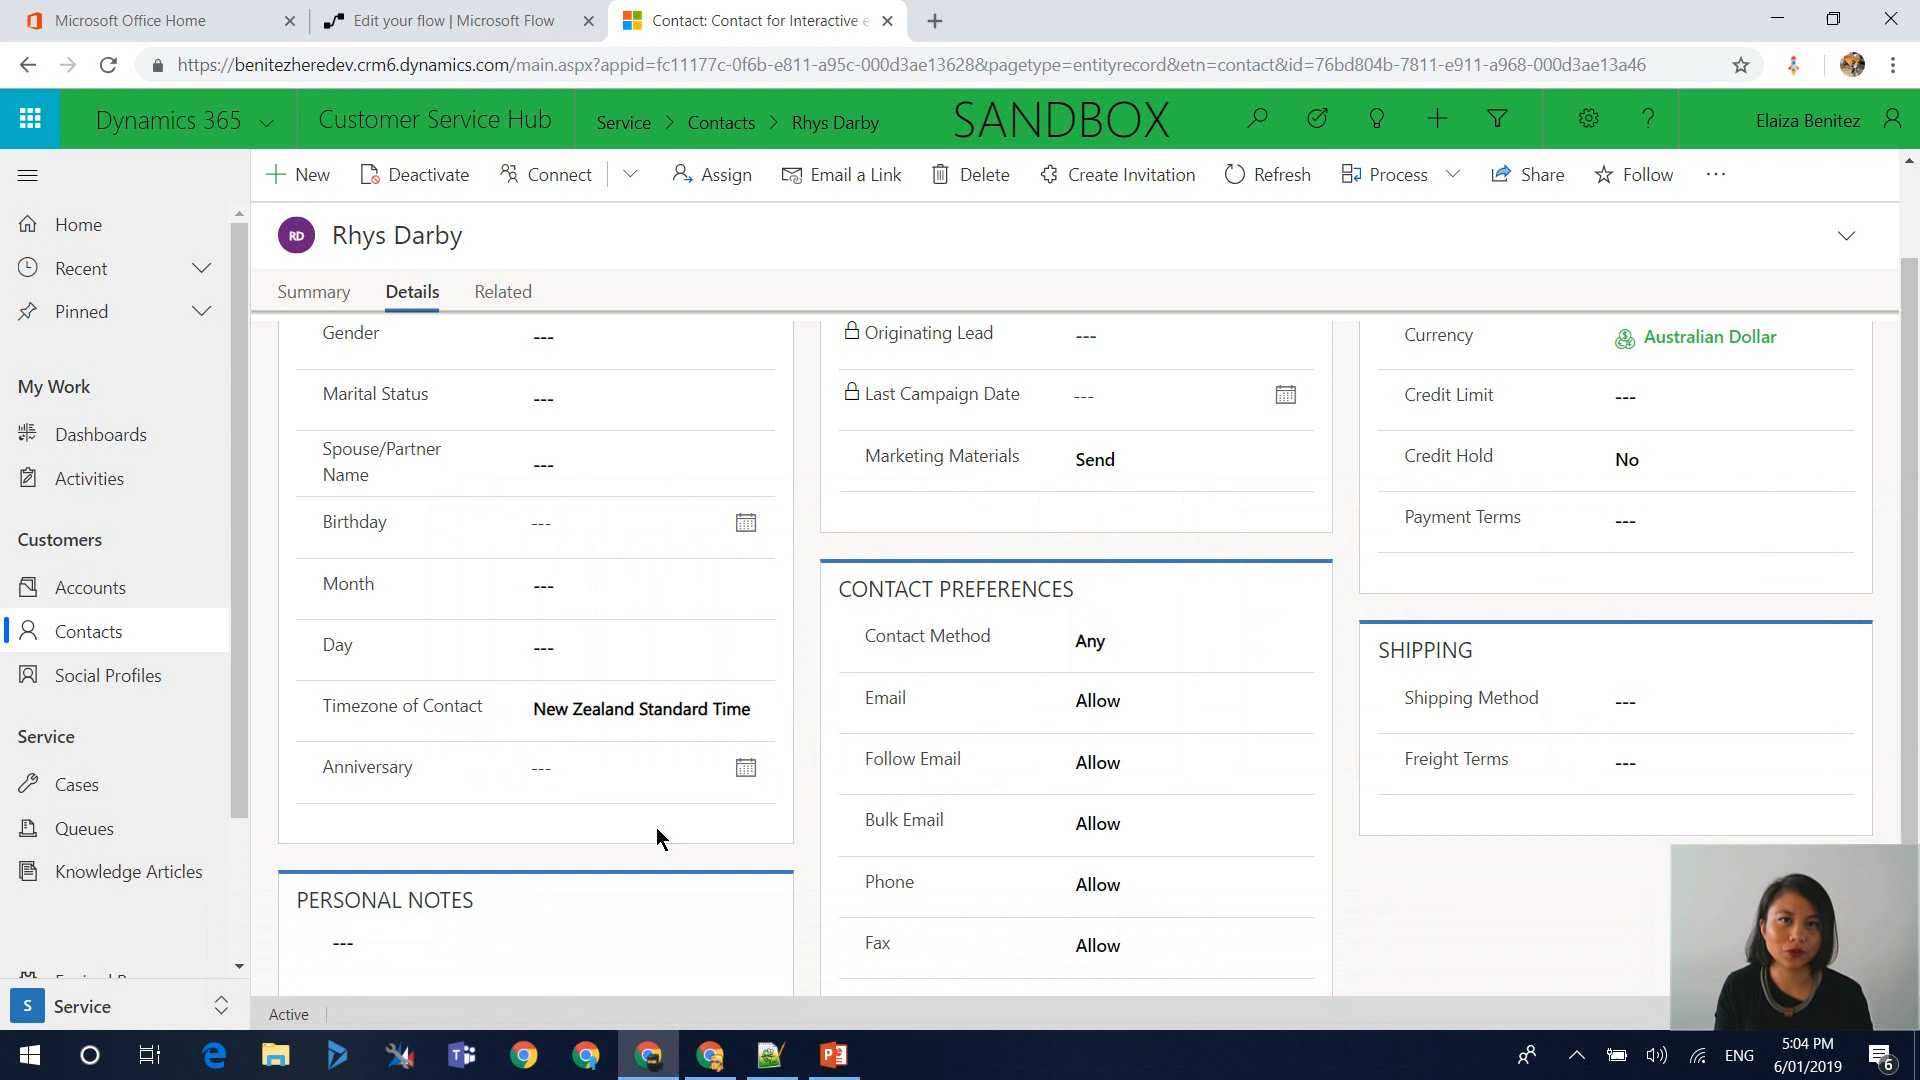 Microsoft Office Home
Edit your flow | Microsoft Flow
Contact: Contact for Interactive e
https://benitezheredev.crm6.dynamics.com/main.aspx?appid=fc11177c-0f6b-e811-a95c-000d3ae13628&pagetype=entityrecord&etn=contact&id=76bd804b-7811-e911-a968-000d3ae13a46
Dynamics 365
Customer Service Hub
Service > Contacts > Rhys Darby
SANDBOX
Elaiza Benitez
New
Deactivate
Connect
Assign
Email a Link
Delete
Create Invitation
Refresh
Process
Share
Follow
Home
Recent
Pinned
My Work
Dashboards
Activities
Customers
Accounts
Contacts
Social Profiles
Service
Cases
Queues
Knowledge Articles
S Service
RD Rhys Darby
Summary
Details
Related
Gender ---
Marital Status ---
Spouse/Partner
Name ---
Birthday ---
Month ---
Day ---
Timezone of Contact New Zealand Standard Time
Anniversary ---
PERSONAL NOTES
---
Originating Lead ---
Last Campaign Date ---
Marketing Materials Send
CONTACT PREFERENCES
Contact Method Any
Email Allow
Follow Email Allow
Bulk Email Allow
Phone Allow
Fax Allow
Currency Australian Dollar
Credit Limit ---
Credit Hold No
Payment Terms ---
SHIPPING
Shipping Method ---
Freight Terms ---
Active
ENG
5:04 PM
6/01/2019
6